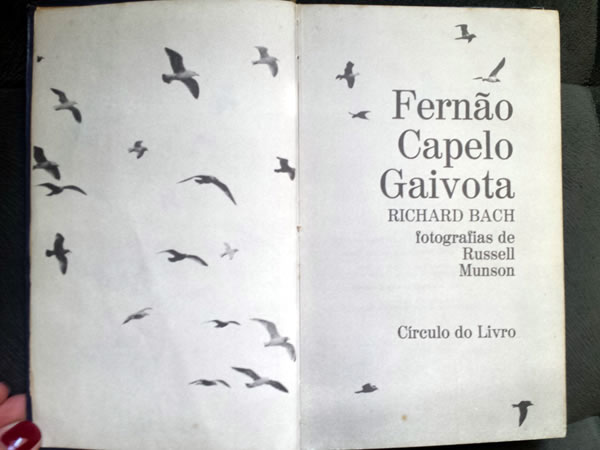 Fernão
Capelo
Gaivota
RICHARD BACH
fotografias de
Russell
Munson
Círculo do Livro